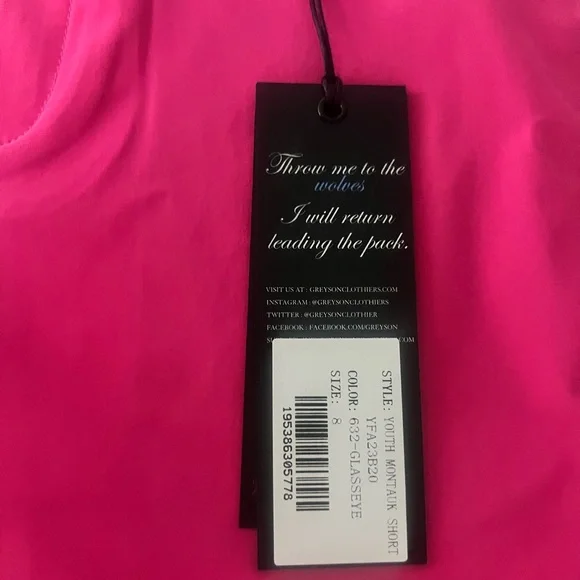 Throw me to the
wolves
I will return
leading the pack.
VISIT US AT : GREYSONCLOTHIERS.COM
INSTAGRAM : @GREYSONCLOTHIERS
TWITTER : @GREYSONCLOTHIER
FACEBOOK : FACEBOOK.COM/GREYSON
STYLE: YOUTH MONTAUK SHORT
YFA23B20
COLOR: 632-GLASSEYE
SIZE: 8
195386305778